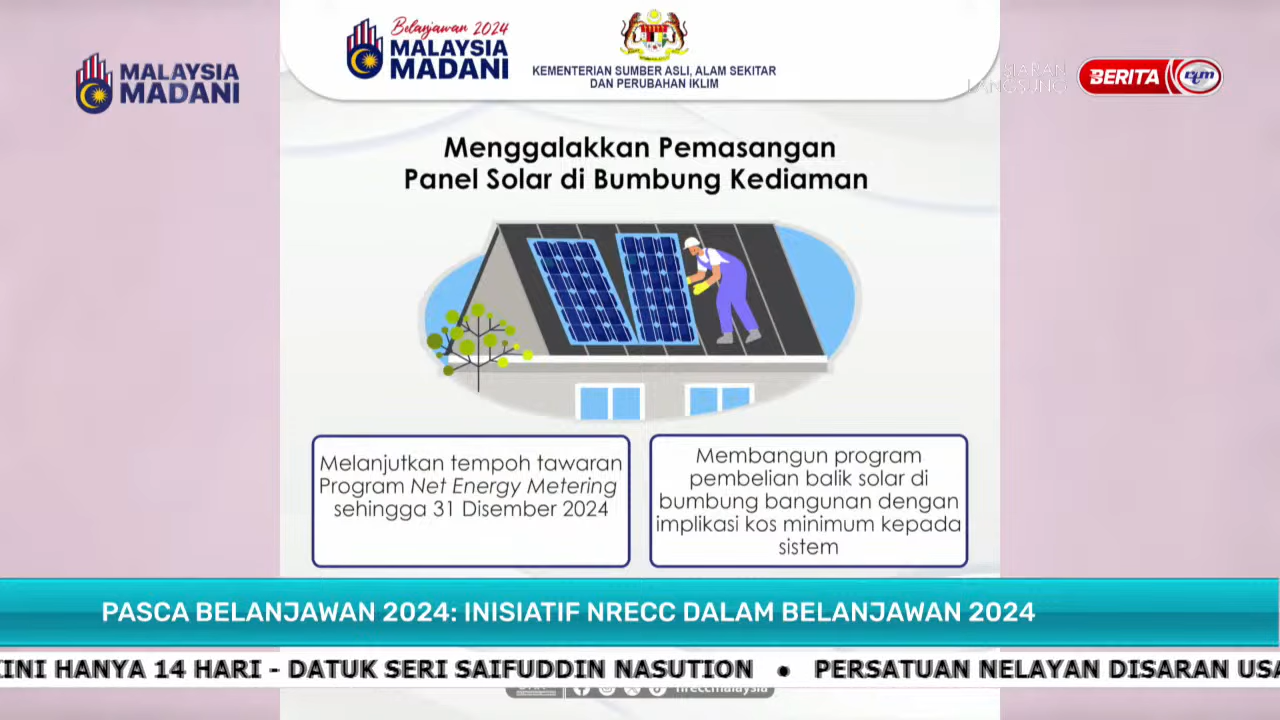 Belanjawan 2024
MALAYSIA
MADANI
KEMENTERIAN SUMBER ASLI, ALAM SEKITAR
DAN PERUBAHAN IKLIM
MALAYSIA
MADANI
SIARAN
LANGSUNG
BERITA
Menggalakkan Pemasangan
Panel Solar di Bumbung Kediaman
Melanjutkan tempoh tawaran
Program Net Energy Metering
sehingga 31 Disember 2024
Membangun program
pembelian balik solar di
bumbung bangunan dengan
implikasi kos minimum kepada
sistem
PASCA BELANJAWAN 2024: INISIATIF NRECC DALAM BELANJAWAN 2024
HANYA 14 HARI - DATUK SERI SAIFUDDIN NASUTION ● PERSATUAN NELAYAN DISARAN
nreccmalaysia